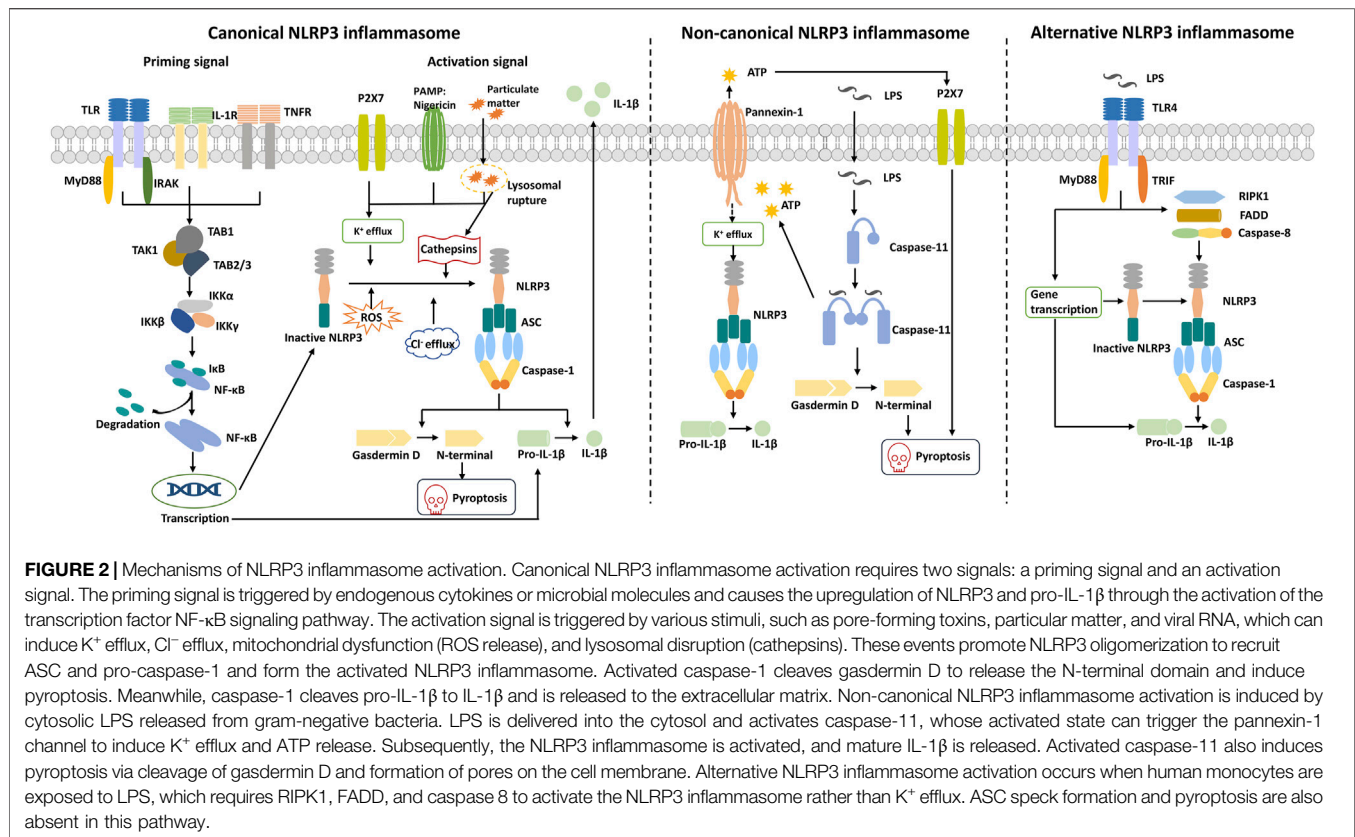 Canonical NLRP3 inflammasome
Priming signal
Activation signal
TLR
IL-1R
TNFR
MyD88
IRAK
TAB1
TAK1
TAB2/3
IKKα
IKKβ
IKKγ
IκB
NF-κB
Degradation
NF-κB
Transcription
P2X7
PAMP:
Nigericin
Particulate
matter
IL-1β
Lysosomal
rupture
K⁺ efflux
Cathepsins
Inactive NLRP3
ROS
Cl⁻ efflux
NLRP3
ASC
Caspase-1
Gasdermin D
N-terminal
Pro-IL-1β
IL-1β
Pyroptosis
Non-canonical NLRP3 inflammasome
ATP
LPS
P2X7
Pannexin-1
LPS
ATP
K⁺ efflux
Caspase-11
NLRP3
Caspase-11
Gasdermin D
N-terminal
Pro-IL-1β
IL-1β
Pyroptosis
Alternative NLRP3 inflammasome
LPS
TLR4
MyD88
TRIF
RIPK1
FADD
Caspase-8
Gene
transcription
NLRP3
Inactive NLRP3
ASC
Caspase-1
Pro-IL-1β
IL-1β
FIGURE 2 | Mechanisms of NLRP3 inflammasome activation. Canonical NLRP3 inflammasome activation requires two signals: a priming signal and an activation
signal. The priming signal is triggered by endogenous cytokines or microbial molecules and causes the upregulation of NLRP3 and pro-IL-1β through the activation of the
transcription factor NF-κB signaling pathway. The activation signal is triggered by various stimuli, such as pore-forming toxins, particular matter, and viral RNA, which can
induce K⁺ efflux, Cl⁻ efflux, mitochondrial dysfunction (ROS release), and lysosomal disruption (cathepsins). These events promote NLRP3 oligomerization to recruit
ASC and pro-caspase-1 and form the activated NLRP3 inflammasome. Activated caspase-1 cleaves gasdermin D to release the N-terminal domain and induce
pyroptosis. Meanwhile, caspase-1 cleaves pro-IL-1β to IL-1β and is released to the extracellular matrix. Non-canonical NLRP3 inflammasome activation is induced by
cytosolic LPS released from gram-negative bacteria. LPS is delivered into the cytosol and activates caspase-11, whose activated state can trigger the pannexin-1
channel to induce K⁺ efflux and ATP release. Subsequently, the NLRP3 inflammasome is activated, and mature IL-1β is released. Activated caspase-11 also induces
pyroptosis via cleavage of gasdermin D and formation of pores on the cell membrane. Alternative NLRP3 inflammasome activation occurs when human monocytes are
exposed to LPS, which requires RIPK1, FADD, and caspase 8 to activate the NLRP3 inflammasome rather than K⁺ efflux. ASC speck formation and pyroptosis are also
absent in this pathway.